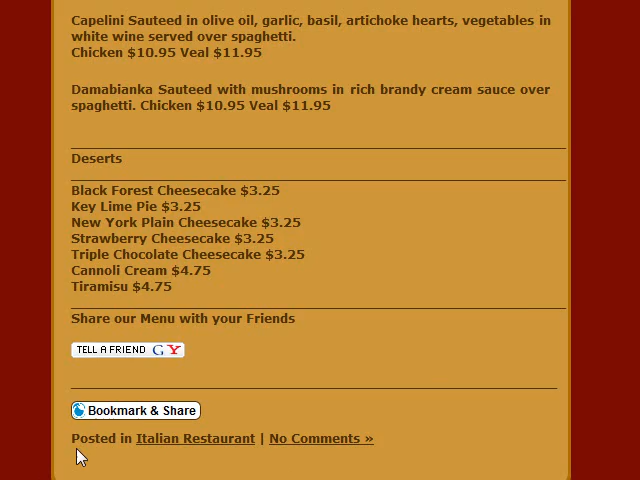 Capelini Sauteed in olive oil, garlic, basil, artichoke hearts, vegetables in
white wine served over spaghetti.
Chicken $10.95 Veal $11.95
Damabianka Sauteed with mushrooms in rich brandy cream sauce over
spaghetti. Chicken $10.95 Veal $11.95
Deserts
Black Forest Cheesecake $3.25
Key Lime Pie $3.25
New York Plain Cheesecake $3.25
Strawberry Cheesecake $3.25
Triple Chocolate Cheesecake $3.25
Cannoli Cream $4.75
Tiramisu $4.75
Share our Menu with your Friends
TELL A FRIEND G Y
Bookmark & Share
Posted in Italian Restaurant | No Comments »